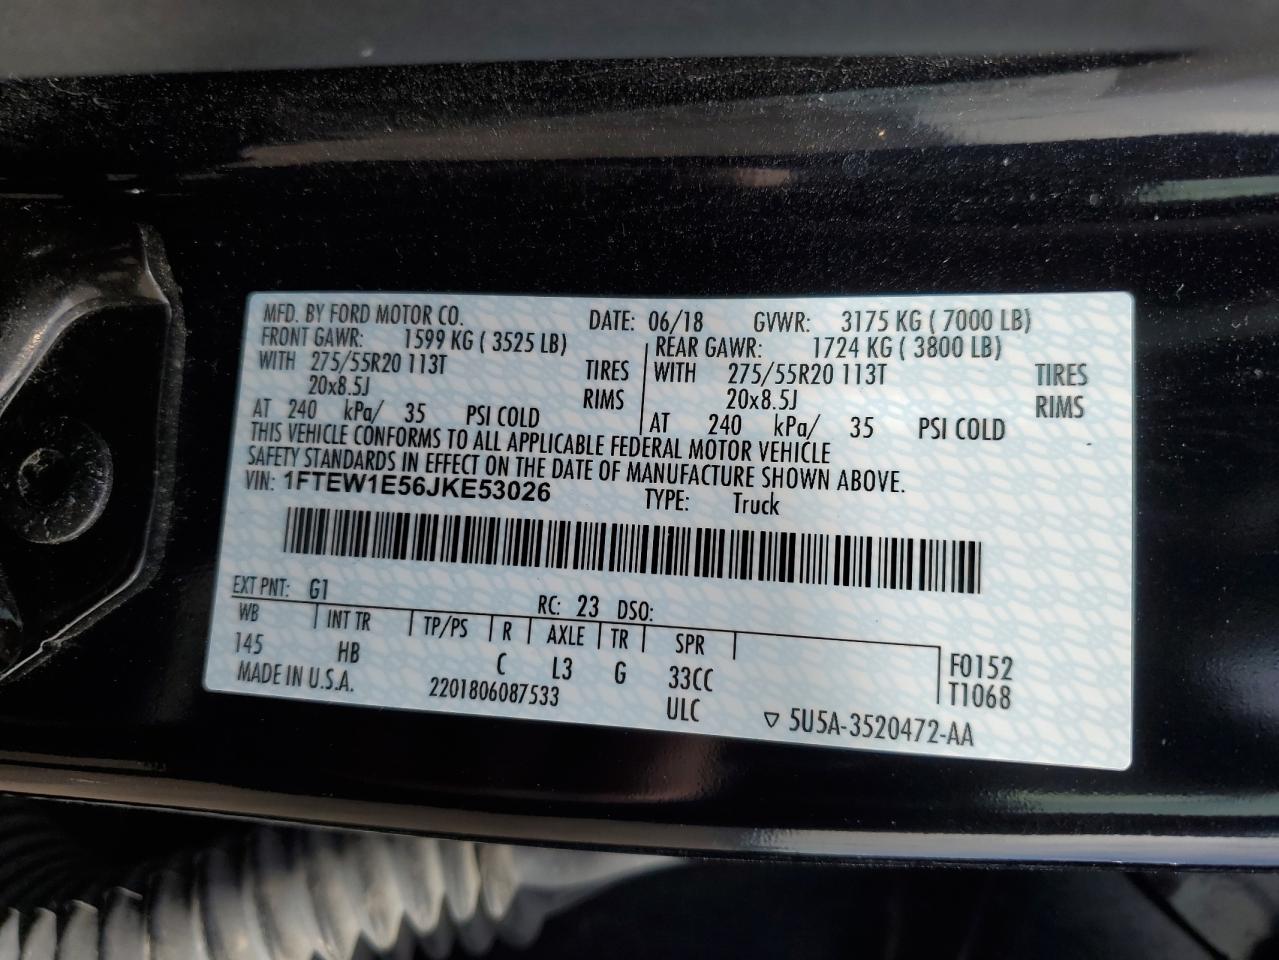 MFD. BY FORD MOTOR CO. DATE: 06/18 GVWR: 3175 KG ( 7000 LB)
FRONT GAWR: 1599 KG ( 3525 LB) REAR GAWR: 1724 KG ( 3800 LB)
WITH 275/55R20 113T TIRES WITH 275/55R20 113T TIRES
20x8.5J RIMS 20x8.5J RIMS
AT 240 kPa/ 35 PSI COLD AT 240 kPa/ 35 PSI COLD
THIS VEHICLE CONFORMS TO ALL APPLICABLE FEDERAL MOTOR VEHICLE
SAFETY STANDARDS IN EFFECT ON THE DATE OF MANUFACTURE SHOWN ABOVE.
VIN: 1FTEW1E56JKE53026 TYPE: Truck
EXT PNT: G1 RC: 23 DSO:
WB INT TR TP/PS R AXLE TR SPR
145 HB C L3 G 33CC F0152
MADE IN U.S.A. 2201806087533 ULC T1068
▽ 5U5A-3520472-AA